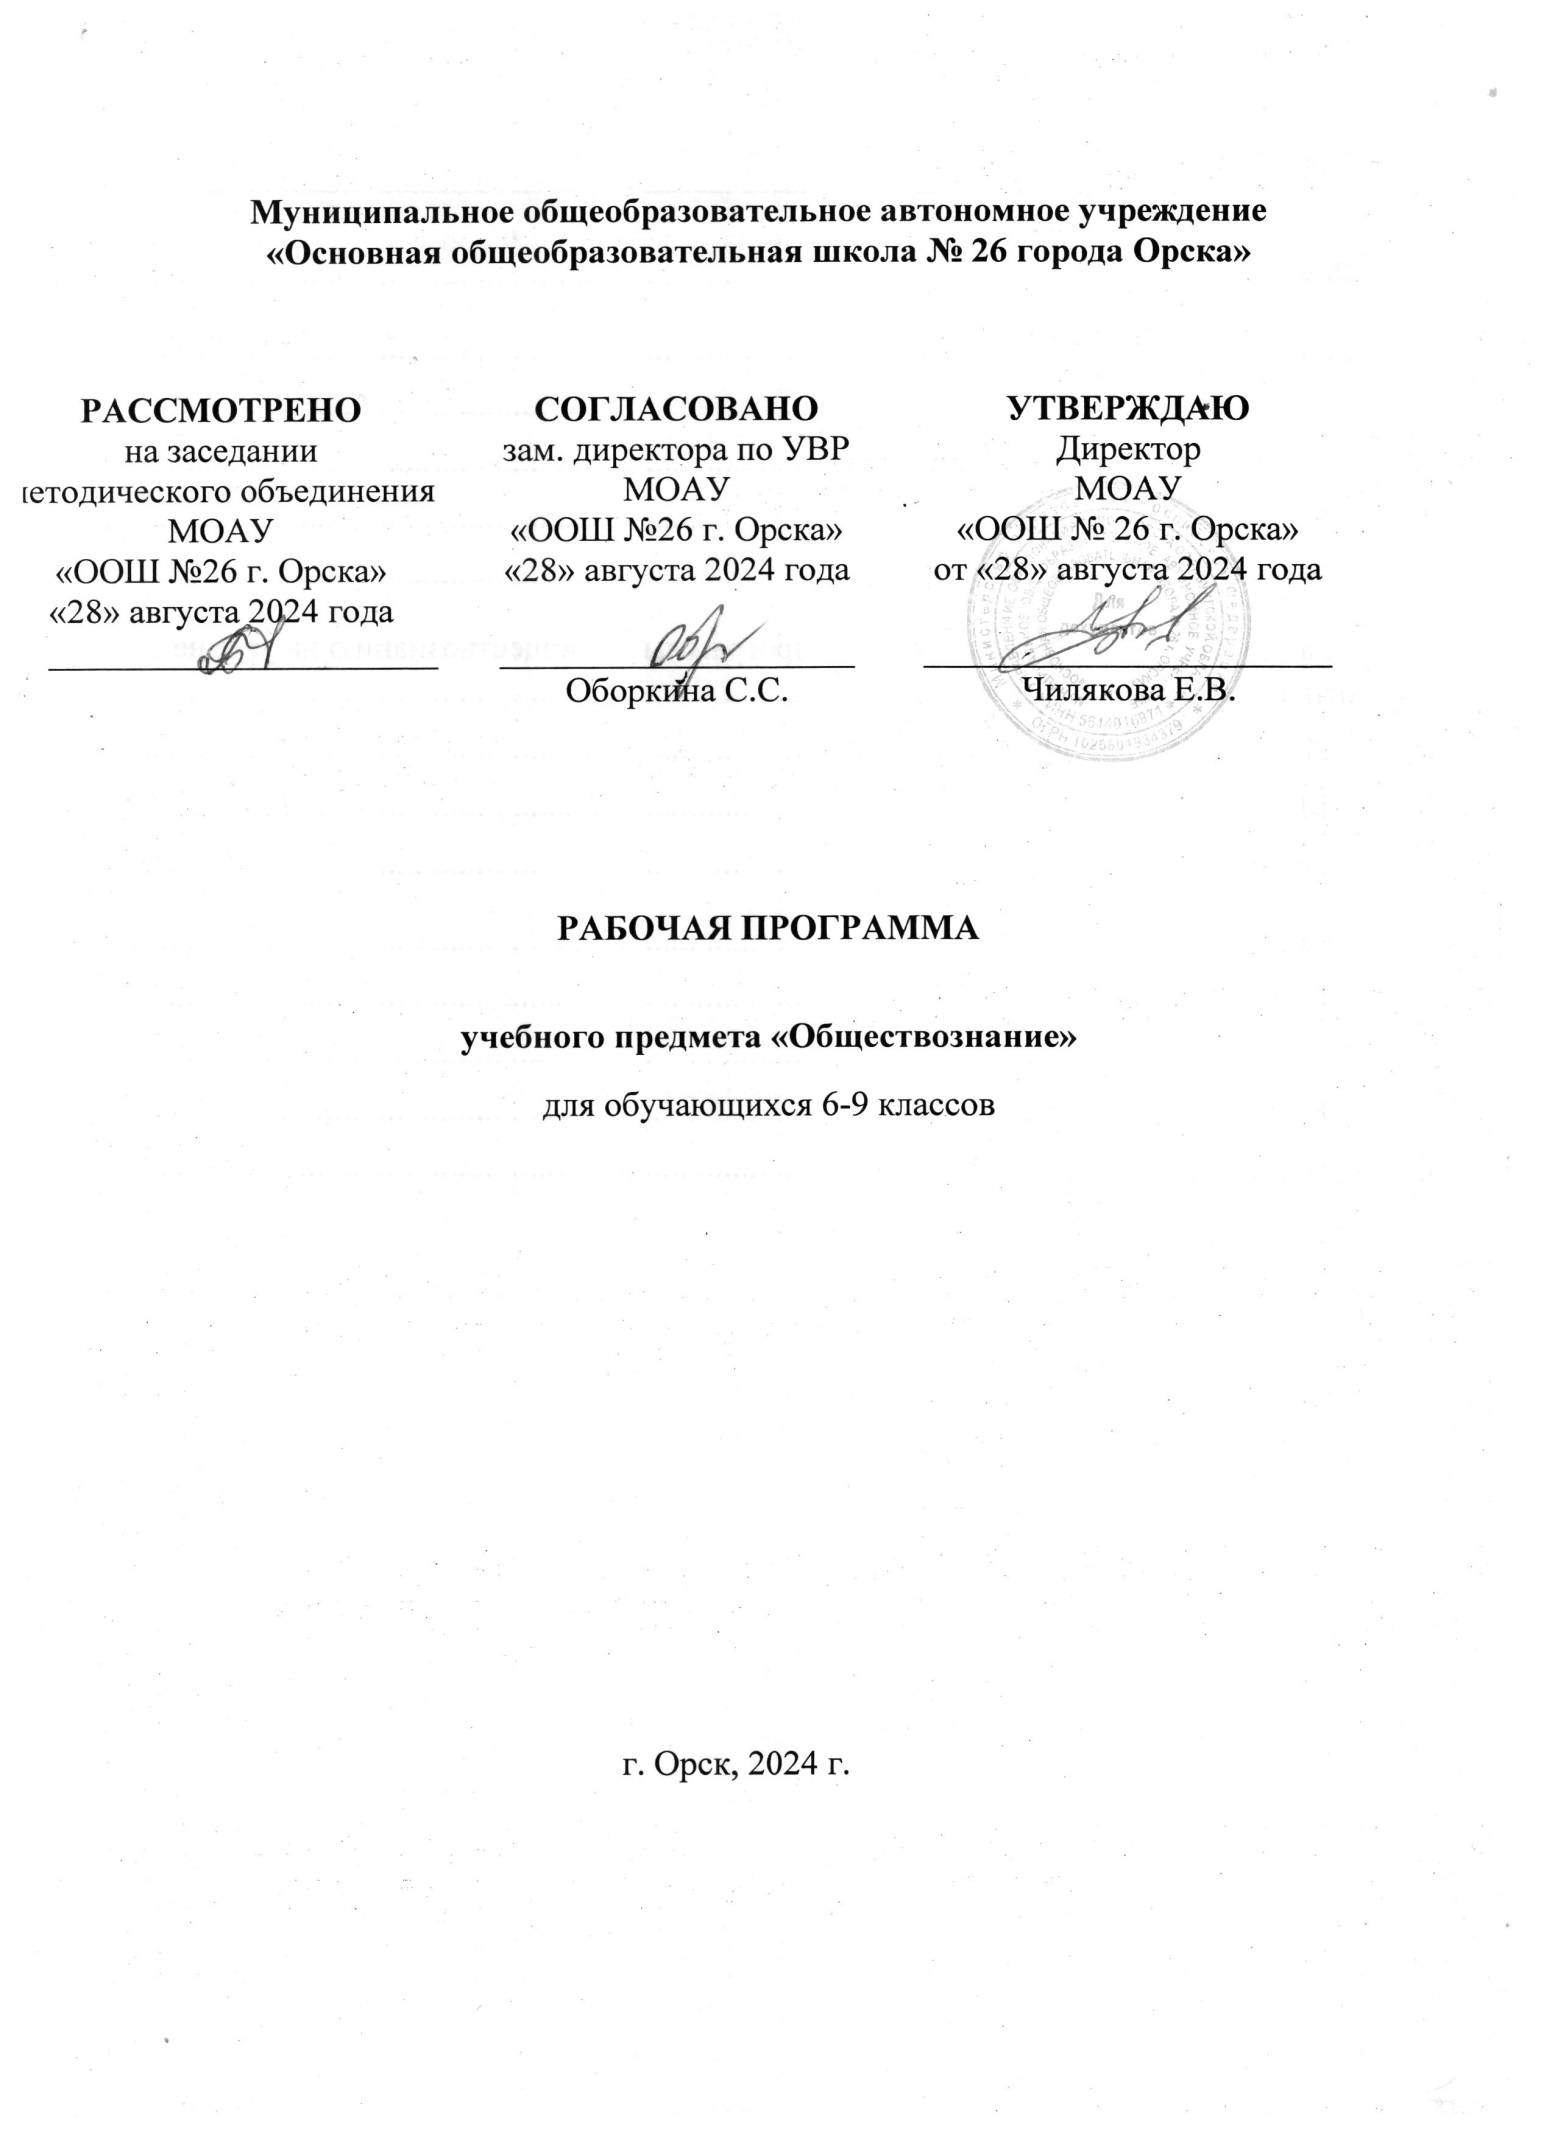 Муниципальное общеобразовательное автономное учреждение
«Основная общеобразовательная школа № 26 города Орска»
РАССМОТРЕНО
на заседании
етодического объединения
МОАУ
«ООШ №26 г. Орска»
«28» августа 2024 года
СОГЛАСОВАНО
зам. директора по УВР
МОАУ
«ООШ №26 г. Орска»
«28» августа 2024 года
Оборкина С.С.
УТВЕРЖДАЮ
Директор
МОАУ
«ООШ № 26 г. Орска»
от «28» августа 2024 года
Чилякова Е.В.
Для
документов
РАБОЧАЯ ПРОГРАММА
учебного предмета «Обществознание»
для обучающихся 6-9 классов
г. Орск, 2024 г.